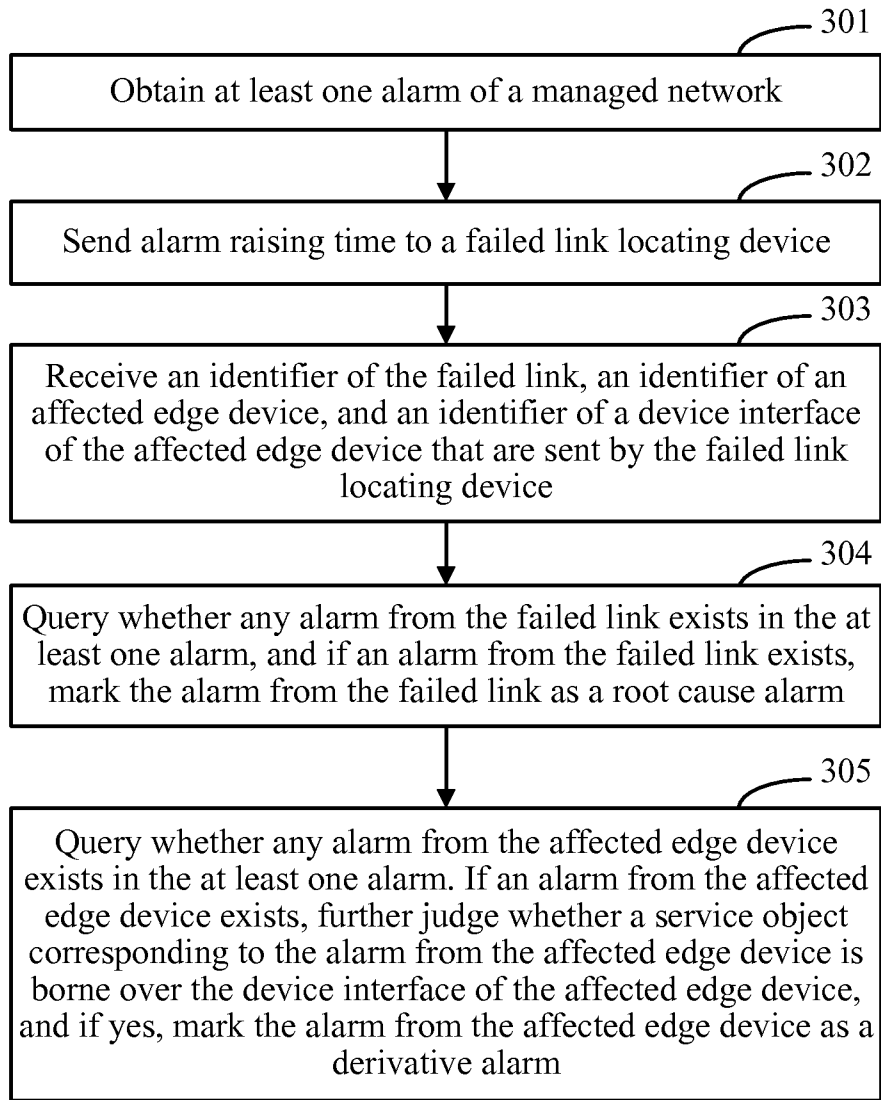 301
Obtain at least one alarm of a managed network
302
Send alarm raising time to a failed link locating device
303
Receive an identifier of the failed link, an identifier of an
affected edge device, and an identifier of a device interface
of the affected edge device that are sent by the failed link
locating device
304
Query whether any alarm from the failed link exists in the at
least one alarm, and if an alarm from the failed link exists,
mark the alarm from the failed link as a root cause alarm
305
Query whether any alarm from the affected edge device
exists in the at least one alarm. If an alarm from the affected
edge device exists, further judge whether a service object
corresponding to the alarm from the affected edge device is
borne over the device interface of the affected edge device,
and if yes, mark the alarm from the affected edge device as a
derivative alarm